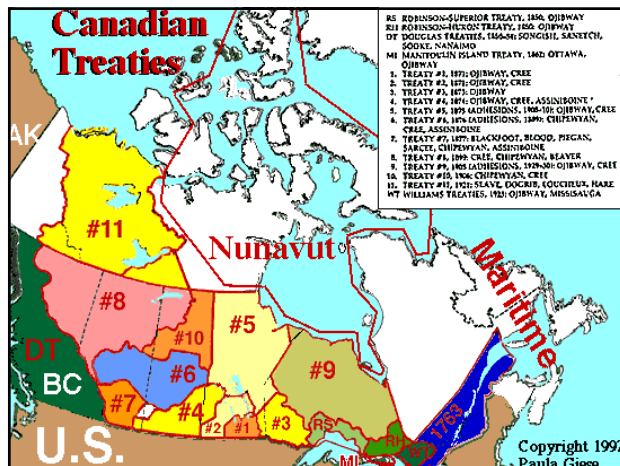 Canadian
Treaties
RS ROBINSON-SUPERIOR TREATY, 1850, OJIBWAY
RH ROBINSON-HURON TREATY, 1850, OJIBWAY
DT DOUGLAS TREATIES, 1850-54: SONGISH, SANETCH,
SOOKE, NANAIMO
MI MANITOULIN ISLAND TREATY, 1862: OTTAWA,
OJIBWAY
1. TREATY #1, 1871: OJIBWAY, CREE
2. TREATY #2, 1871: OJIBWAY, CREE
3. TREATY #3, 1873: OJIBWAY
4. TREATY #4, 1874: OJIBWAY, CREE, ASSINIBOINE
5. TREATY #5, 1875 (ADHESIONS, 1908-10): OJIBWAY, CREE
6. TREATY #6, 1876 (ADHESIONS, 1889): CHIPEWYAN,
CREE, ASSINIBOINE
7. TREATY #7, 1877: BLACKFOOT, BLOOD, PIEGAN,
SARCEE, CHIPEWYAN, ASSINIBOINE
8. TREATY #8, 1899: CREE, CHIPEWYAN, BEAVER
9. TREATY #9, 1905 (ADHESIONS, 1929-30): OJIBWAY, CREE
10. TREATY #10, 1906: CHIPEWYAN, CREE
11. TREATY #11, 1921: SLAVE, DOGRIB, LOUCHEUX, HARE
WT WILLIAMS TREATIES, 1923: OJIBWAY, MISSISAUGA
AK
#11
Nunavut
Maritime
#8
#10
#5
DT
BC
#6
#9
#7
#4
#2
#1
#3
RS
RH
WT
MI
1763
U.S.
Copyright 1997
Paula Giese